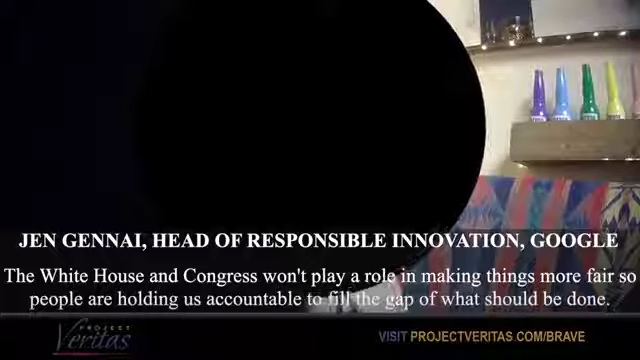 JEN GENNAI, HEAD OF RESPONSIBLE INNOVATION, GOOGLE
The White House and Congress won't play a role in making things more fair so
people are holding us accountable to fill the gap of what should be done.
PROJECT
Veritas
VISIT PROJECTVERITAS.COM/BRAVE